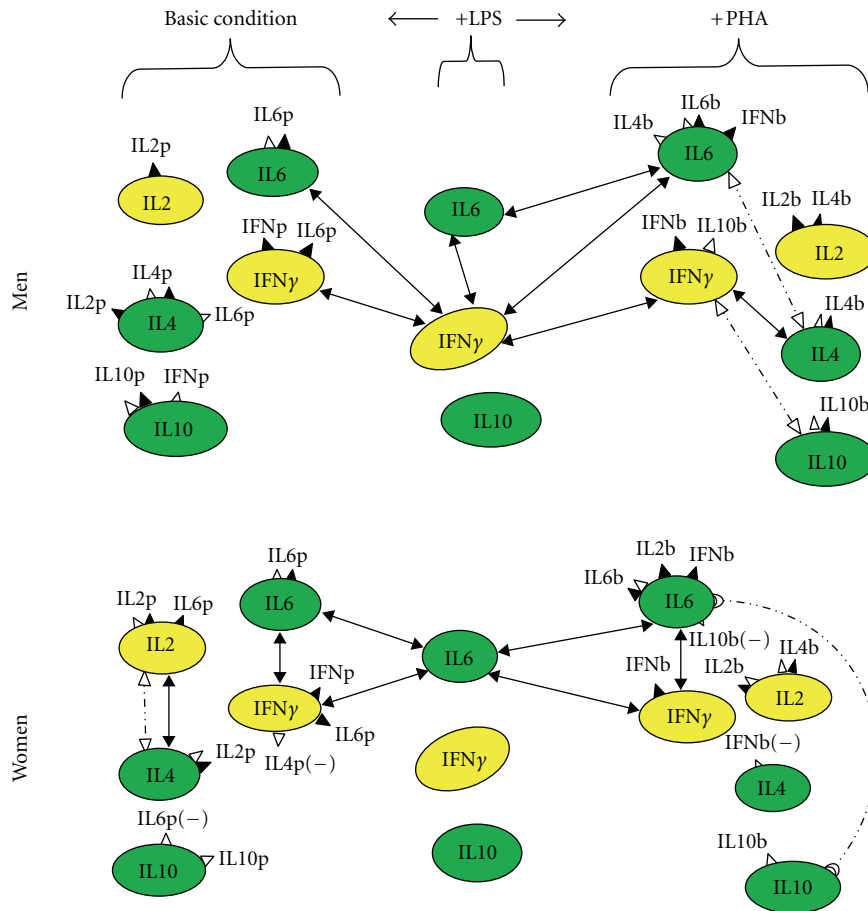 Basic condition
+LPS
+PHA
Men
IL2p
IL2
IL6p
IL6
IFNp
IL6p
IFNγ
IL4p
IL2p
IL6p
IL4
IL10p
IFNp
IL10
IL6
IFNγ
IL10
IL6b
IL4b
IFNb
IL6
IFNb
IL10b
IFNγ
IL2b
IL4b
IL2
IL4b
IL4
IL10b
IL10
Women
IL2p
IL6p
IL2
IL6p
IL6
IFNp
IFNγ
IL6p
IL4p(−)
IL2p
IL4
IL6p(−)
IL10p
IL10
IL6
IFNγ
IL10
IL2b
IFNb
IL6b
IL6
IL10b(−)
IFNb
IFNγ
IL4b
IL2b
IL2
IFNb(−)
IL4
IL10b
IL10